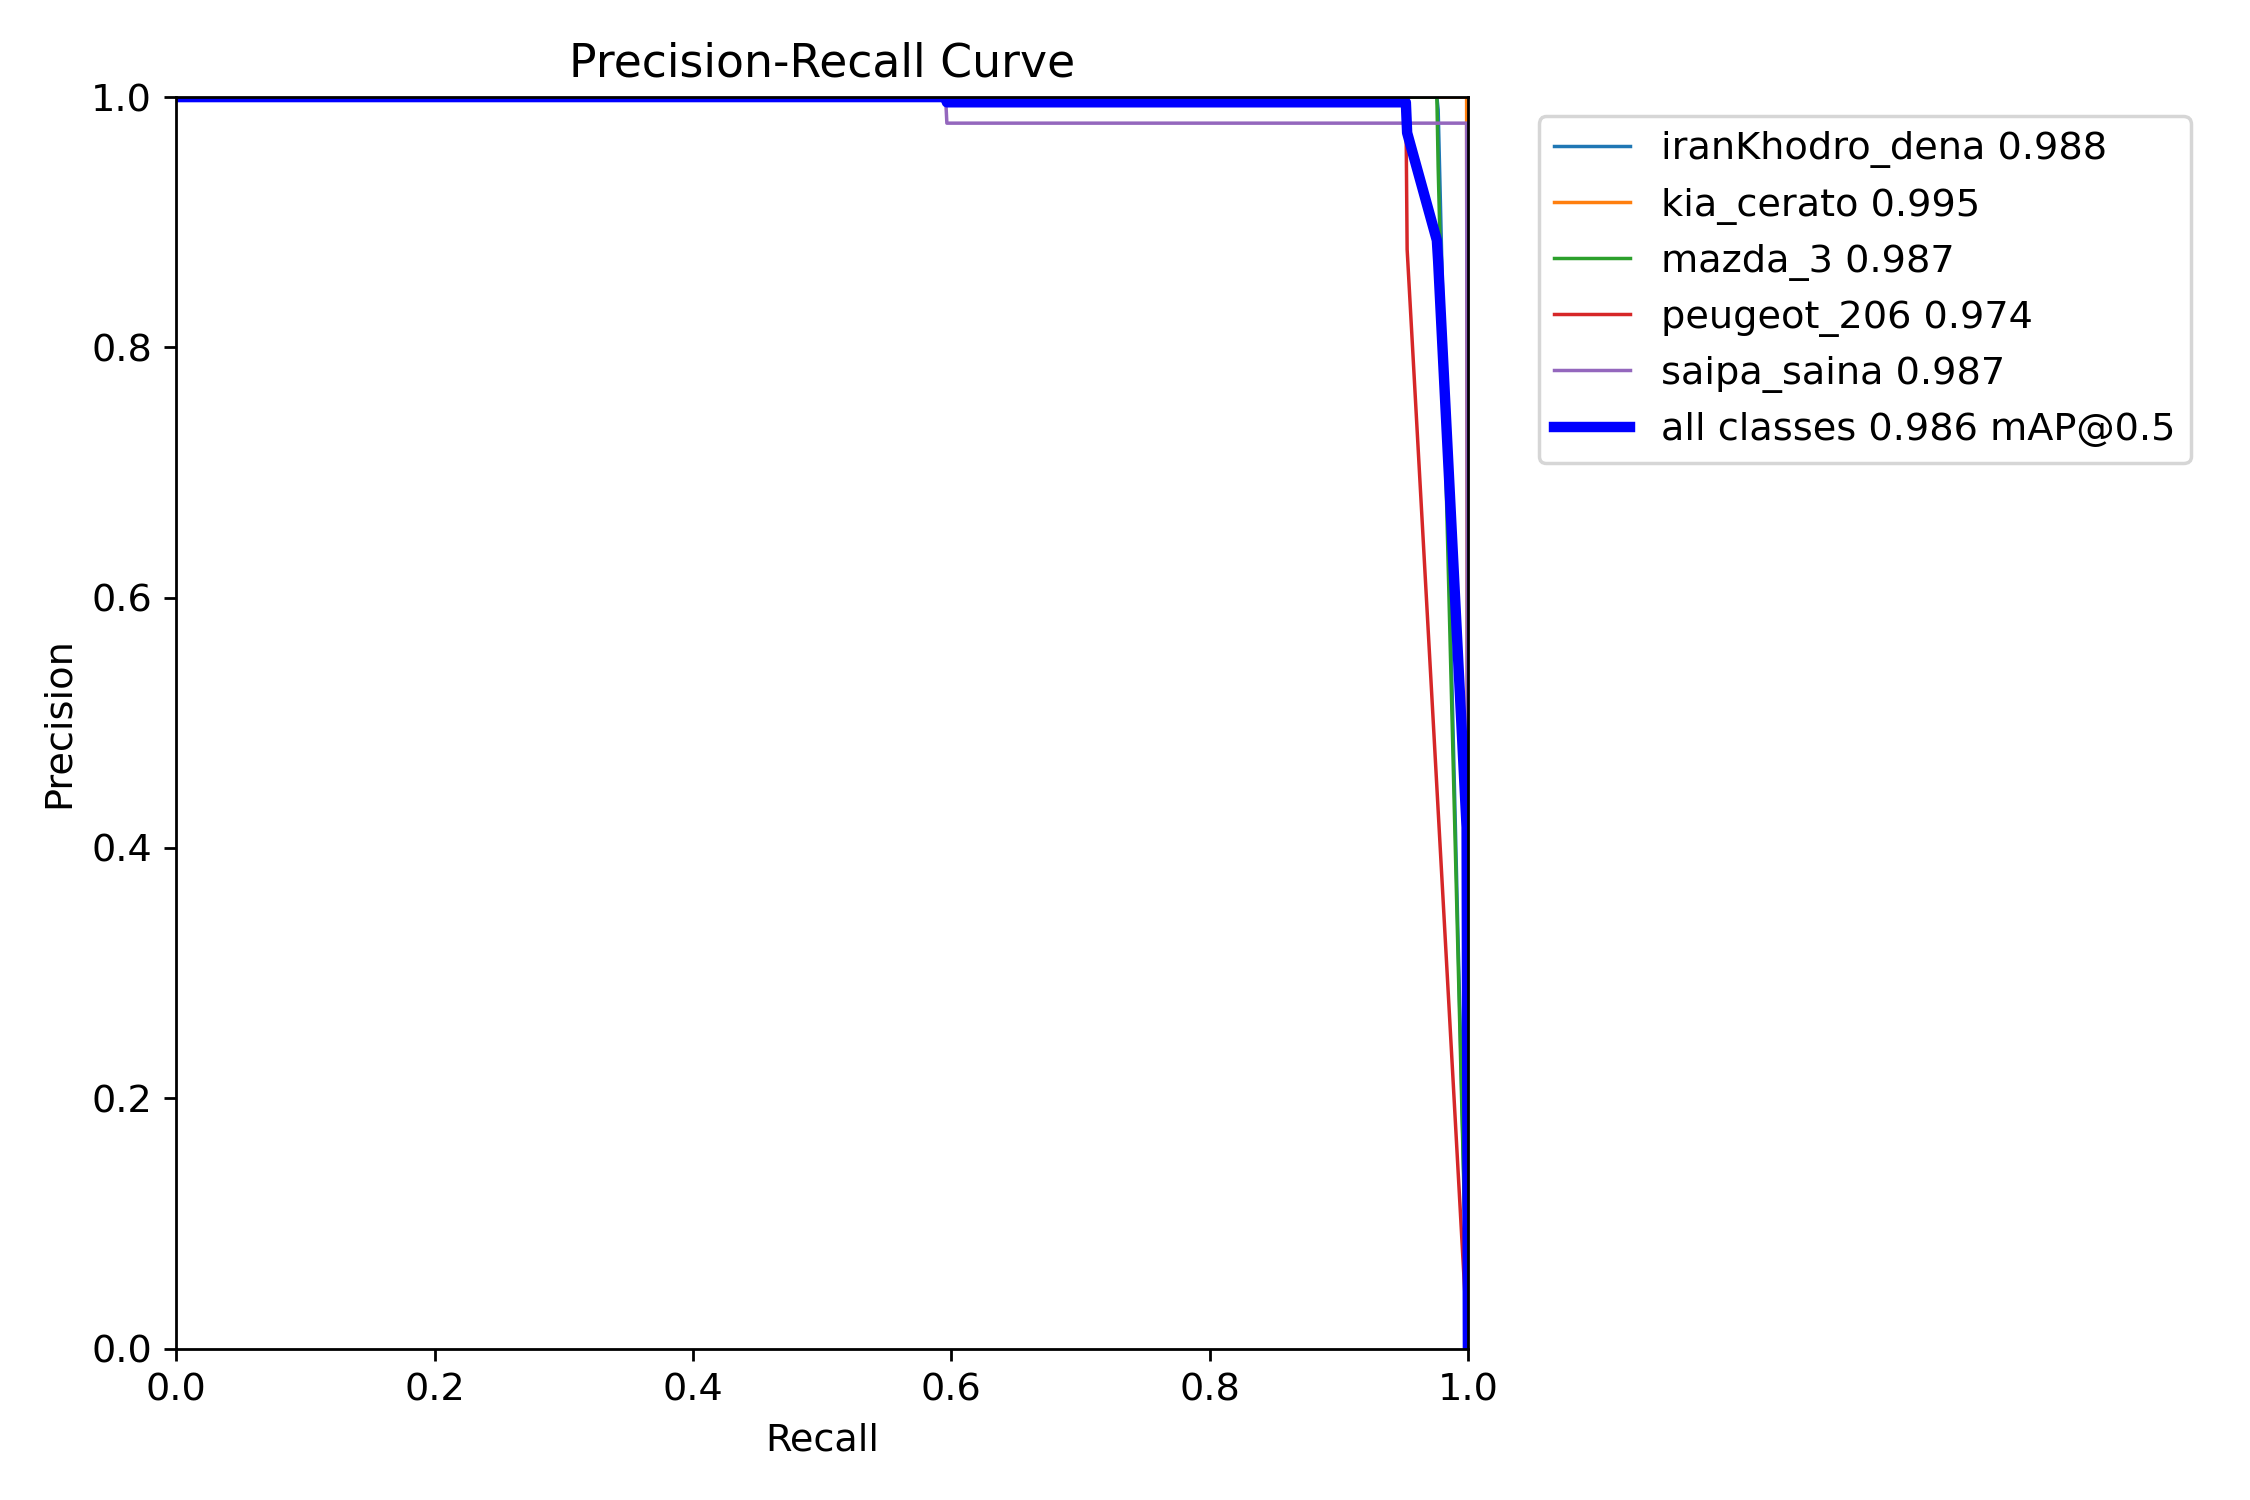 Precision-Recall Curve
1.0
0.8
0.6
0.4
0.2
0.0
Precision
0.0 0.2 0.4 0.6 0.8 1.0
Recall
iranKhodro_dena 0.988
kia_cerato 0.995
mazda_3 0.987
peugeot_206 0.974
saipa_saina 0.987
all classes 0.986 mAP@0.5